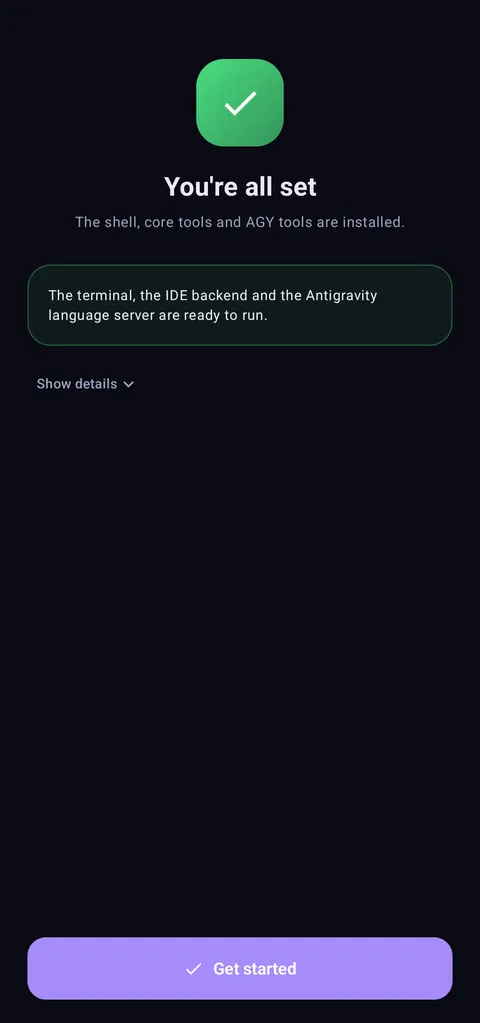 You're all set
The shell, core tools and AGY tools are installed.
The terminal, the IDE backend and the Antigravity
language server are ready to run.
Show details
Get started